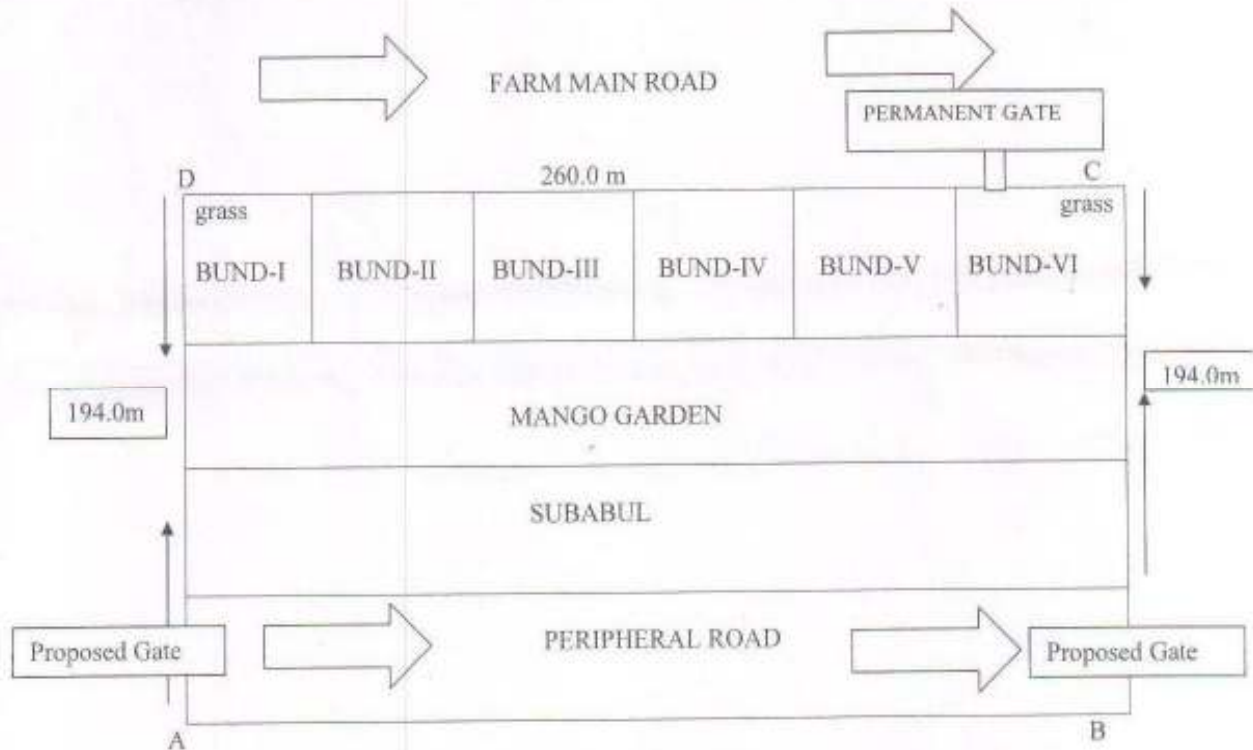 FARM MAIN ROAD
PERMANENT GATE
D
260.0 m
C
grass
grass
BUND-I
BUND-II
BUND-III
BUND-IV
BUND-V
BUND-VI
194.0m
194.0m
MANGO GARDEN
SUBABUL
Proposed Gate
PERIPHERAL ROAD
Proposed Gate
A
B